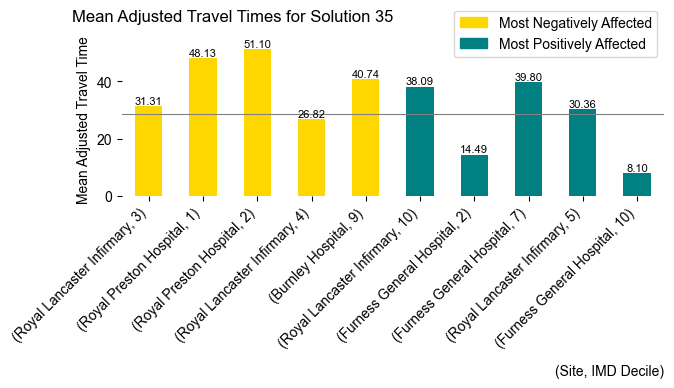 Mean Adjusted Travel Times for Solution 35
Most Negatively Affected
Most Positively Affected
Mean Adjusted Travel Time
40
20
0
31.31
48.13
51.10
26.82
40.74
38.09
14.49
39.80
30.36
8.10
(Royal Lancaster Infirmary, 3)
(Royal Preston Hospital, 1)
(Royal Preston Hospital, 2)
(Royal Lancaster Infirmary, 4)
(Burnley Hospital, 9)
(Royal Lancaster Infirmary, 10)
(Furness General Hospital, 2)
(Furness General Hospital, 7)
(Royal Lancaster Infirmary, 5)
(Furness General Hospital, 10)
(Site, IMD Decile)